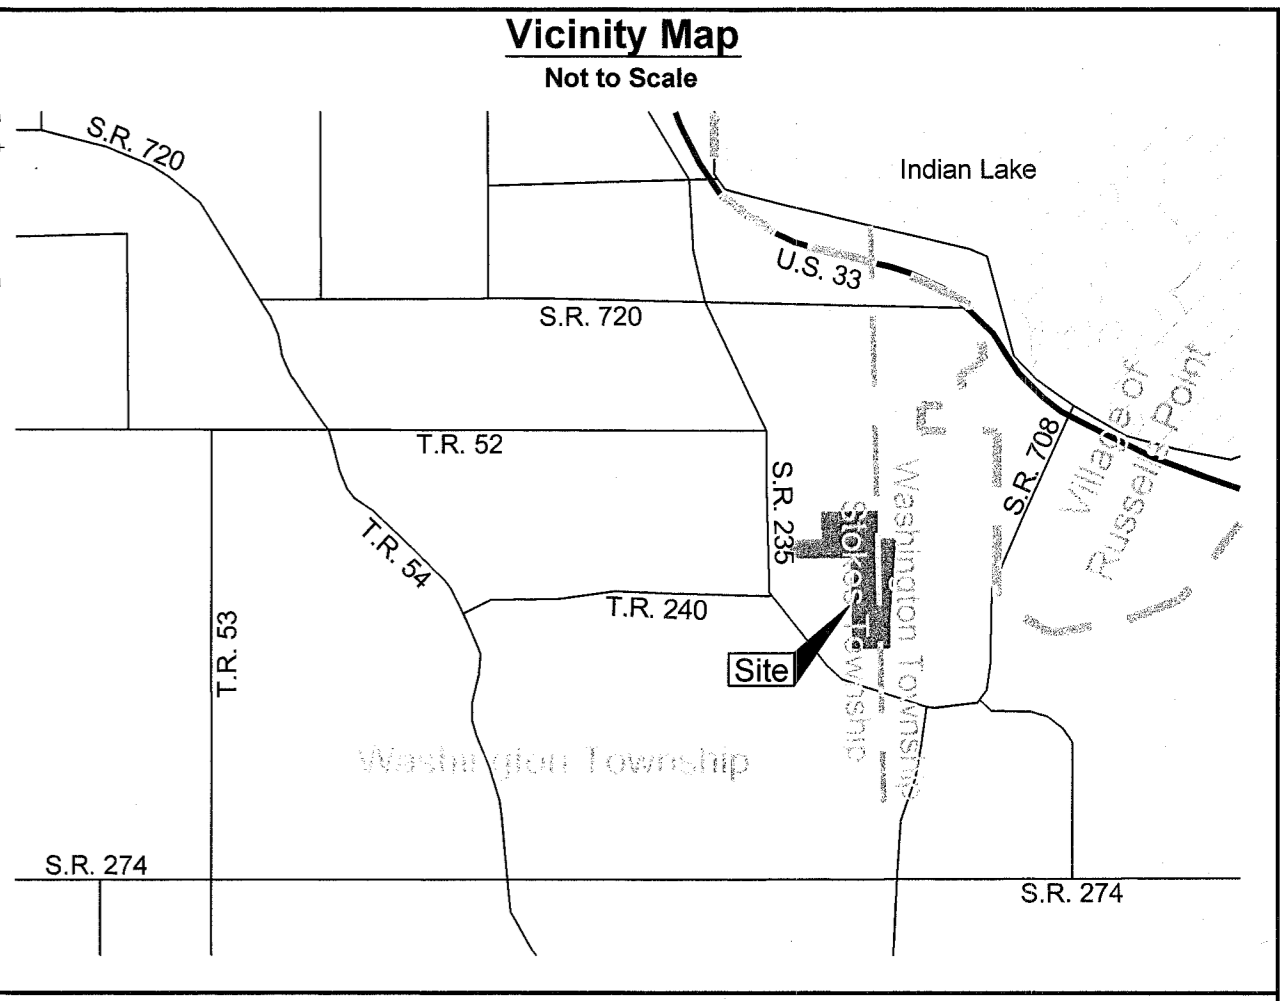 Vicinity Map
Not to Scale
S.R. 720
Indian Lake
U.S. 33
S.R. 720
Village of
Russells Point
T.R. 52
S.R. 708
S.R. 235
Washington Township
Stokes Township
T.R. 54
T.R. 240
T.R. 53
Site
Washington Township
S.R. 274
S.R. 274